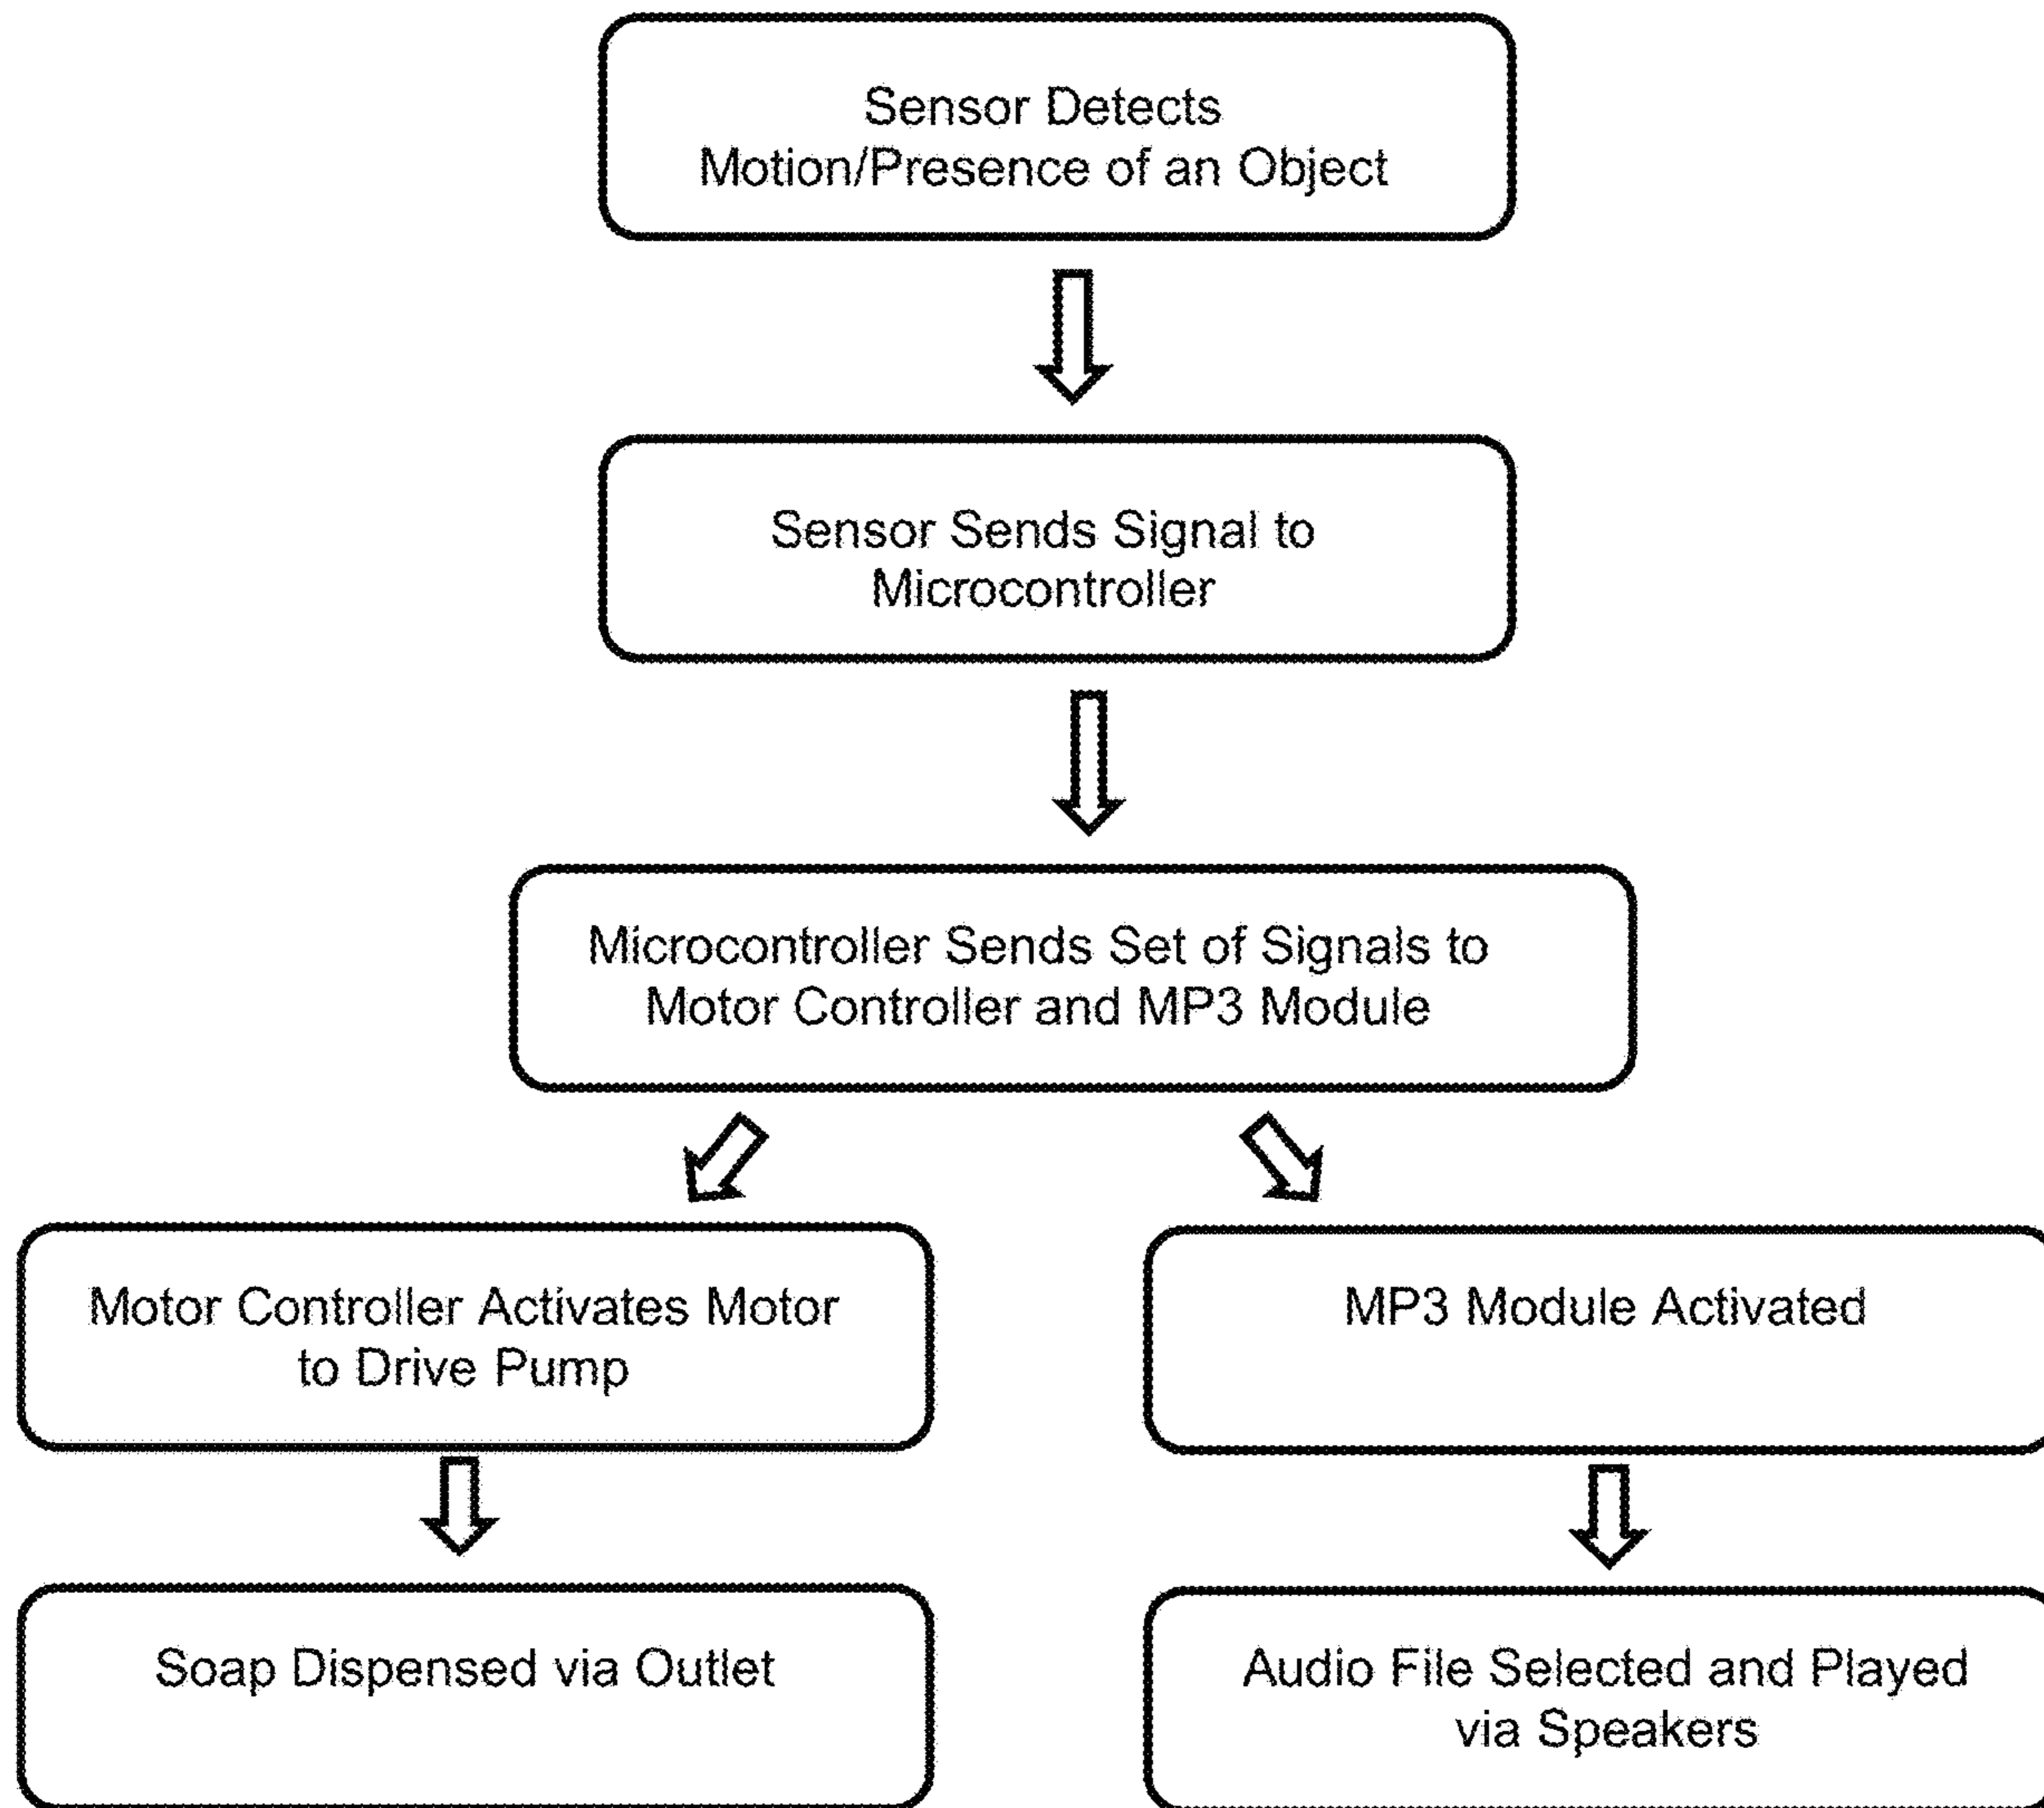 Sensor Detects
Motion/Presence of an Object
Sensor Sends Signal to
Microcontroller
Microcontroller Sends Set of Signals to
Motor Controller and MP3 Module
Motor Controller Activates Motor
to Drive Pump
MP3 Module Activated
Soap Dispensed via Outlet
Audio File Selected and Played
via Speakers